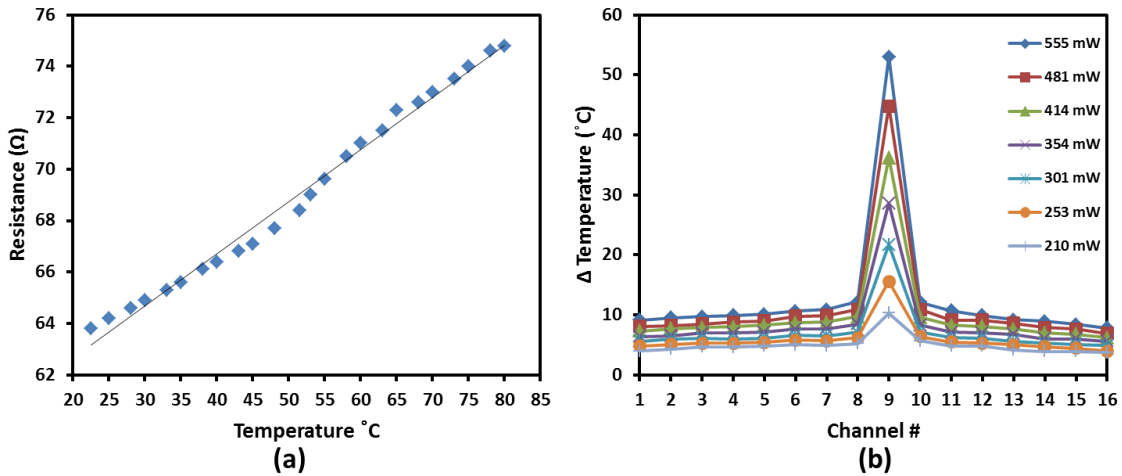 76
74
72
70
68
66
64
62
Resistance (Ω)
20 25 30 35 40 45 50 55 60 65 70 75 80 85
Temperature ˚C
(a)
60
50
40
30
20
10
0
Δ Temperature (˚C)
1 2 3 4 5 6 7 8 9 10 11 12 13 14 15 16
Channel #
555 mW
481 mW
414 mW
354 mW
301 mW
253 mW
210 mW
(b)